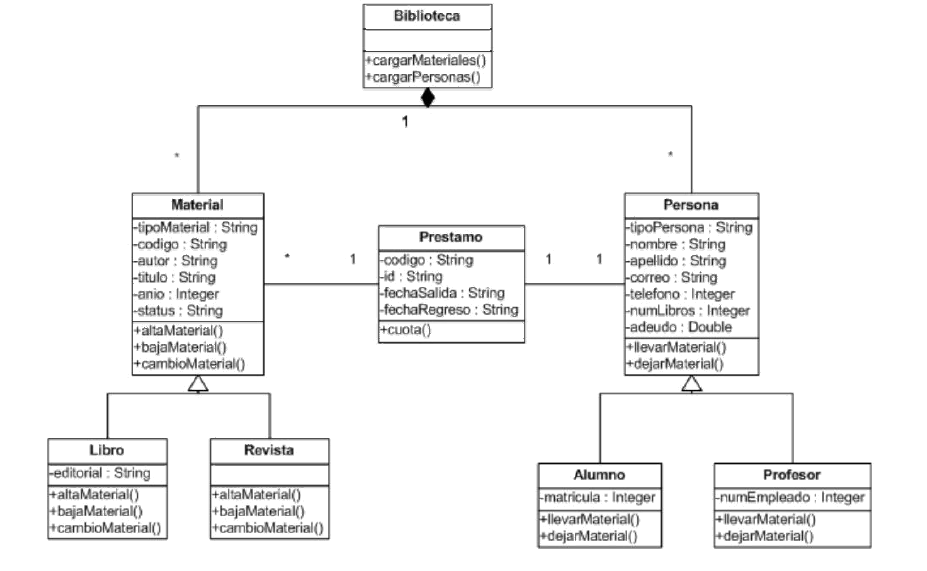 Biblioteca
+cargarMateriales()
+cargarPersonas()
1
*
*
Material
-tipoMaterial : String
-codigo : String
-autor : String
-titulo : String
-anio : Integer
-status : String
+altaMaterial()
+bajaMaterial()
+cambioMaterial()
*
1
Prestamo
-codigo : String
-id : String
-fechaSalida : String
-fechaRegreso : String
+cuota()
1
1
Persona
-tipoPersona : String
-nombre : String
-apellido : String
-correo : String
-telefono : Integer
-numLibros : Integer
-adeudo : Double
+llevarMaterial()
+dejarMaterial()
Libro
-editorial : String
+altaMaterial()
+bajaMaterial()
+cambioMaterial()
Revista
+altaMaterial()
+bajaMaterial()
+cambioMaterial()
Alumno
-matricula : Integer
+llevarMaterial()
+dejarMaterial()
Profesor
-numEmpleado : Integer
+llevarMaterial()
+dejarMaterial()